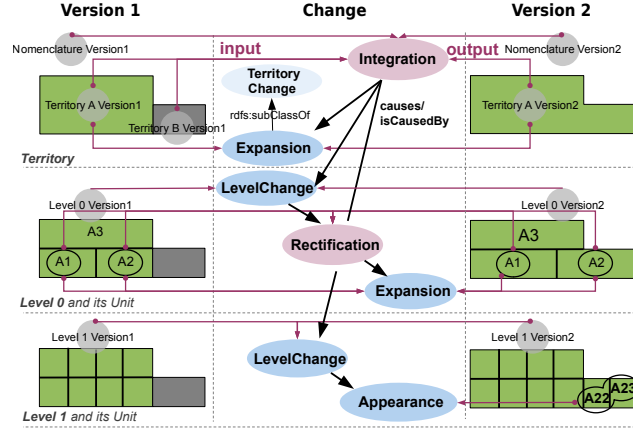 Version 1
Change
Version 2
Nomenclature Version1
input
output
Nomenclature Version2
Integration
Territory
Change
causes/
isCausedBy
Territory A Version1
Territory A Version2
rdfs:subClassOf
Territory B Version1
Expansion
Territory
LevelChange
Level 0 Version1
Level 0 Version2
A3
A3
Rectification
A1
A2
A1
A2
Expansion
Level 0 and its Unit
Level 1 Version1
Level 1 Version2
LevelChange
A23
A22
Appearance
Level 1 and its Unit